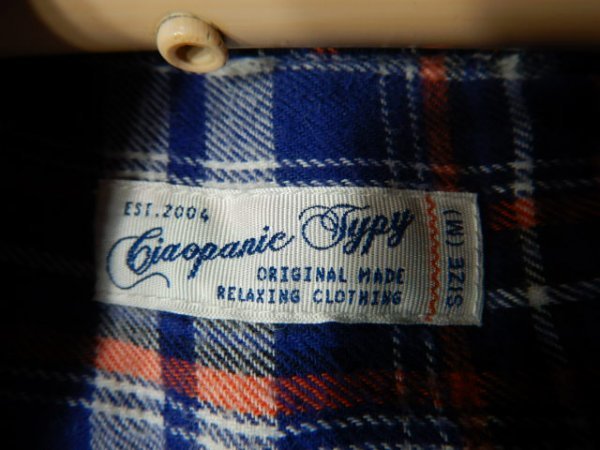 EST.2004
Ciaopanic Typy
ORIGINAL MADE
RELAXING CLOTHING
SIZE (M)